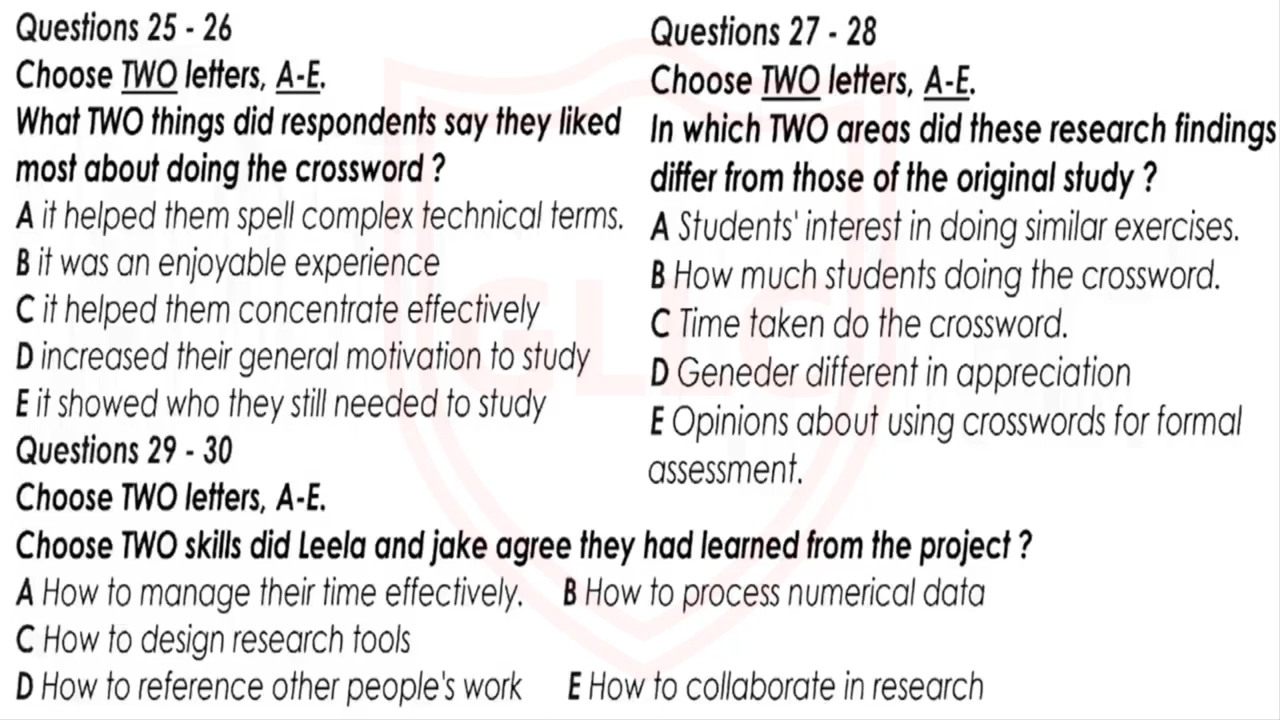 Questions 25 - 26
Choose TWO letters, A-E.
What TWO things did respondents say they liked
most about doing the crossword ?
A it helped them spell complex technical terms.
B it was an enjoyable experience
C it helped them concentrate effectively
D increased their general motivation to study
E it showed who they still needed to study
Questions 27 - 28
Choose TWO letters, A-E.
In which TWO areas did these research findings
differ from those of the original study ?
A Students' interest in doing similar exercises.
B How much students doing the crossword.
C Time taken do the crossword.
D Geneder different in appreciation
E Opinions about using crosswords for formal
assessment.
Questions 29 - 30
Choose TWO letters, A-E.
Choose TWO skills did Leela and jake agree they had learned from the project ?
A How to manage their time effectively. B How to process numerical data
C How to design research tools
D How to reference other people's work E How to collaborate in research
GLLC